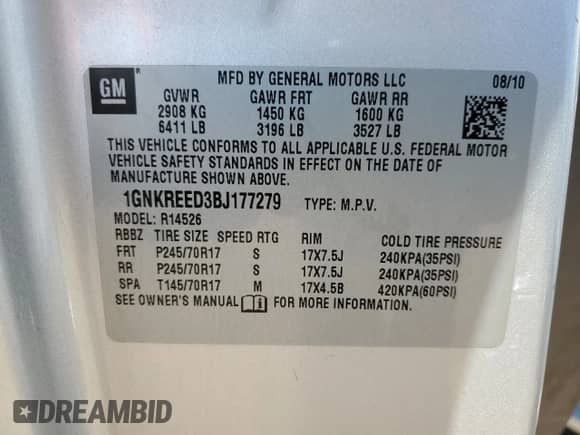 GM
MFD BY GENERAL MOTORS LLC 08/10
GVWR GAWR FRT GAWR RR
2908 KG 1450 KG 1600 KG
6411 LB 3196 LB 3527 LB
THIS VEHICLE CONFORMS TO ALL APPLICABLE U.S. FEDERAL MOTOR
VEHICLE SAFETY STANDARDS IN EFFECT ON THE DATE OF
MANUFACTURE SHOWN ABOVE.
1GNKREED3BJ177279 TYPE: M.P.V.
MODEL: R14526
RBBZ TIRE SIZE SPEED RTG RIM COLD TIRE PRESSURE
FRT P245/70R17 S 17X7.5J 240KPA(35PSI)
RR P245/70R17 S 17X7.5J 240KPA(35PSI)
SPA T145/70R17 M 17X4.5B 420KPA(60PSI)
SEE OWNER'S MANUAL FOR MORE INFORMATION.
DREAMBID